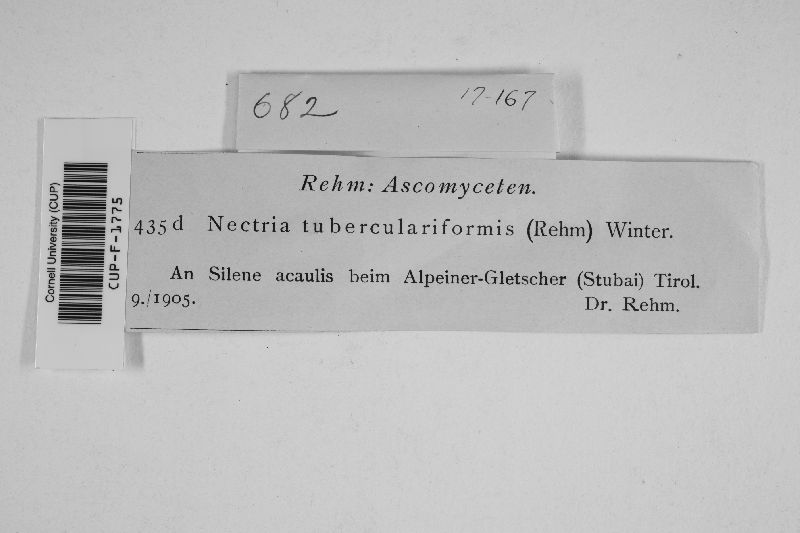 682 17-167
Rehm: Ascomyceten.
435 d Nectria tuberculariformis (Rehm) Winter.
An Silene acaulis beim Alpeiner-Gletscher (Stubai) Tirol.
9./1905. Dr. Rehm.
Cornell University (CUP)
CUP-F-1775